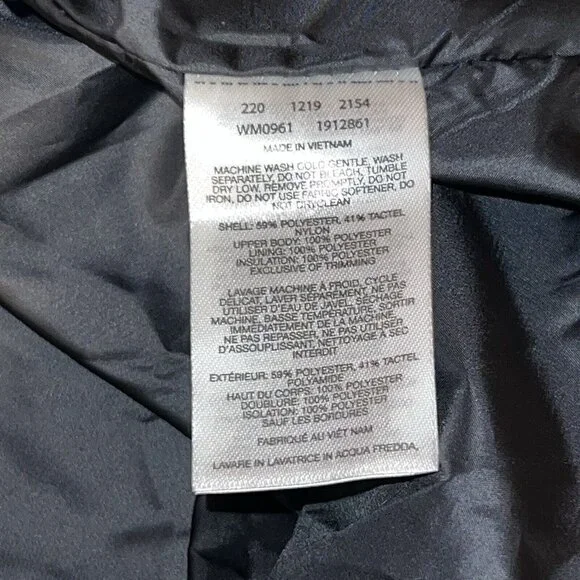 220 1219 2154
WM0961 1912861
MADE IN VIETNAM
MACHINE WASH COLD GENTLE, WASH
SEPARATELY, DO NOT BLEACH, TUMBLE
DRY LOW, REMOVE PROMPTLY, DO NOT
IRON, DO NOT USE FABRIC SOFTENER, DO
NOT DRYCLEAN
SHELL: 59% POLYESTER, 41% TACTEL
NYLON
UPPER BODY: 100% POLYESTER
LINING: 100% POLYESTER
INSULATION: 100% POLYESTER
EXCLUSIVE OF TRIMMING
LAVAGE MACHINE À FROID, CYCLE
DÉLICAT, LAVER SÉPARÉMENT, NE PAS
UTILISER D'EAU DE JAVEL, SÉCHAGE
MACHINE, BASSE TEMPÉRATURE, SORTIR
IMMÉDIATEMENT DE LA MACHINE,
NE PAS REPASSER, NE PAS UTILISER
D'ASSOUPLISSANT, NETTOYAGE A SEC
INTERDIT
EXTÉRIEUR: 59% POLYESTER, 41% TACTEL
POLYAMIDE
HAUT DU CORPS: 100% POLYESTER
DOUBLURE: 100% POLYESTER
ISOLATION: 100% POLYESTER
SAUF LES BORDURES
FABRIQUÉ AU VIÊT NAM
LAVARE IN LAVATRICE IN ACQUA FREDDA,